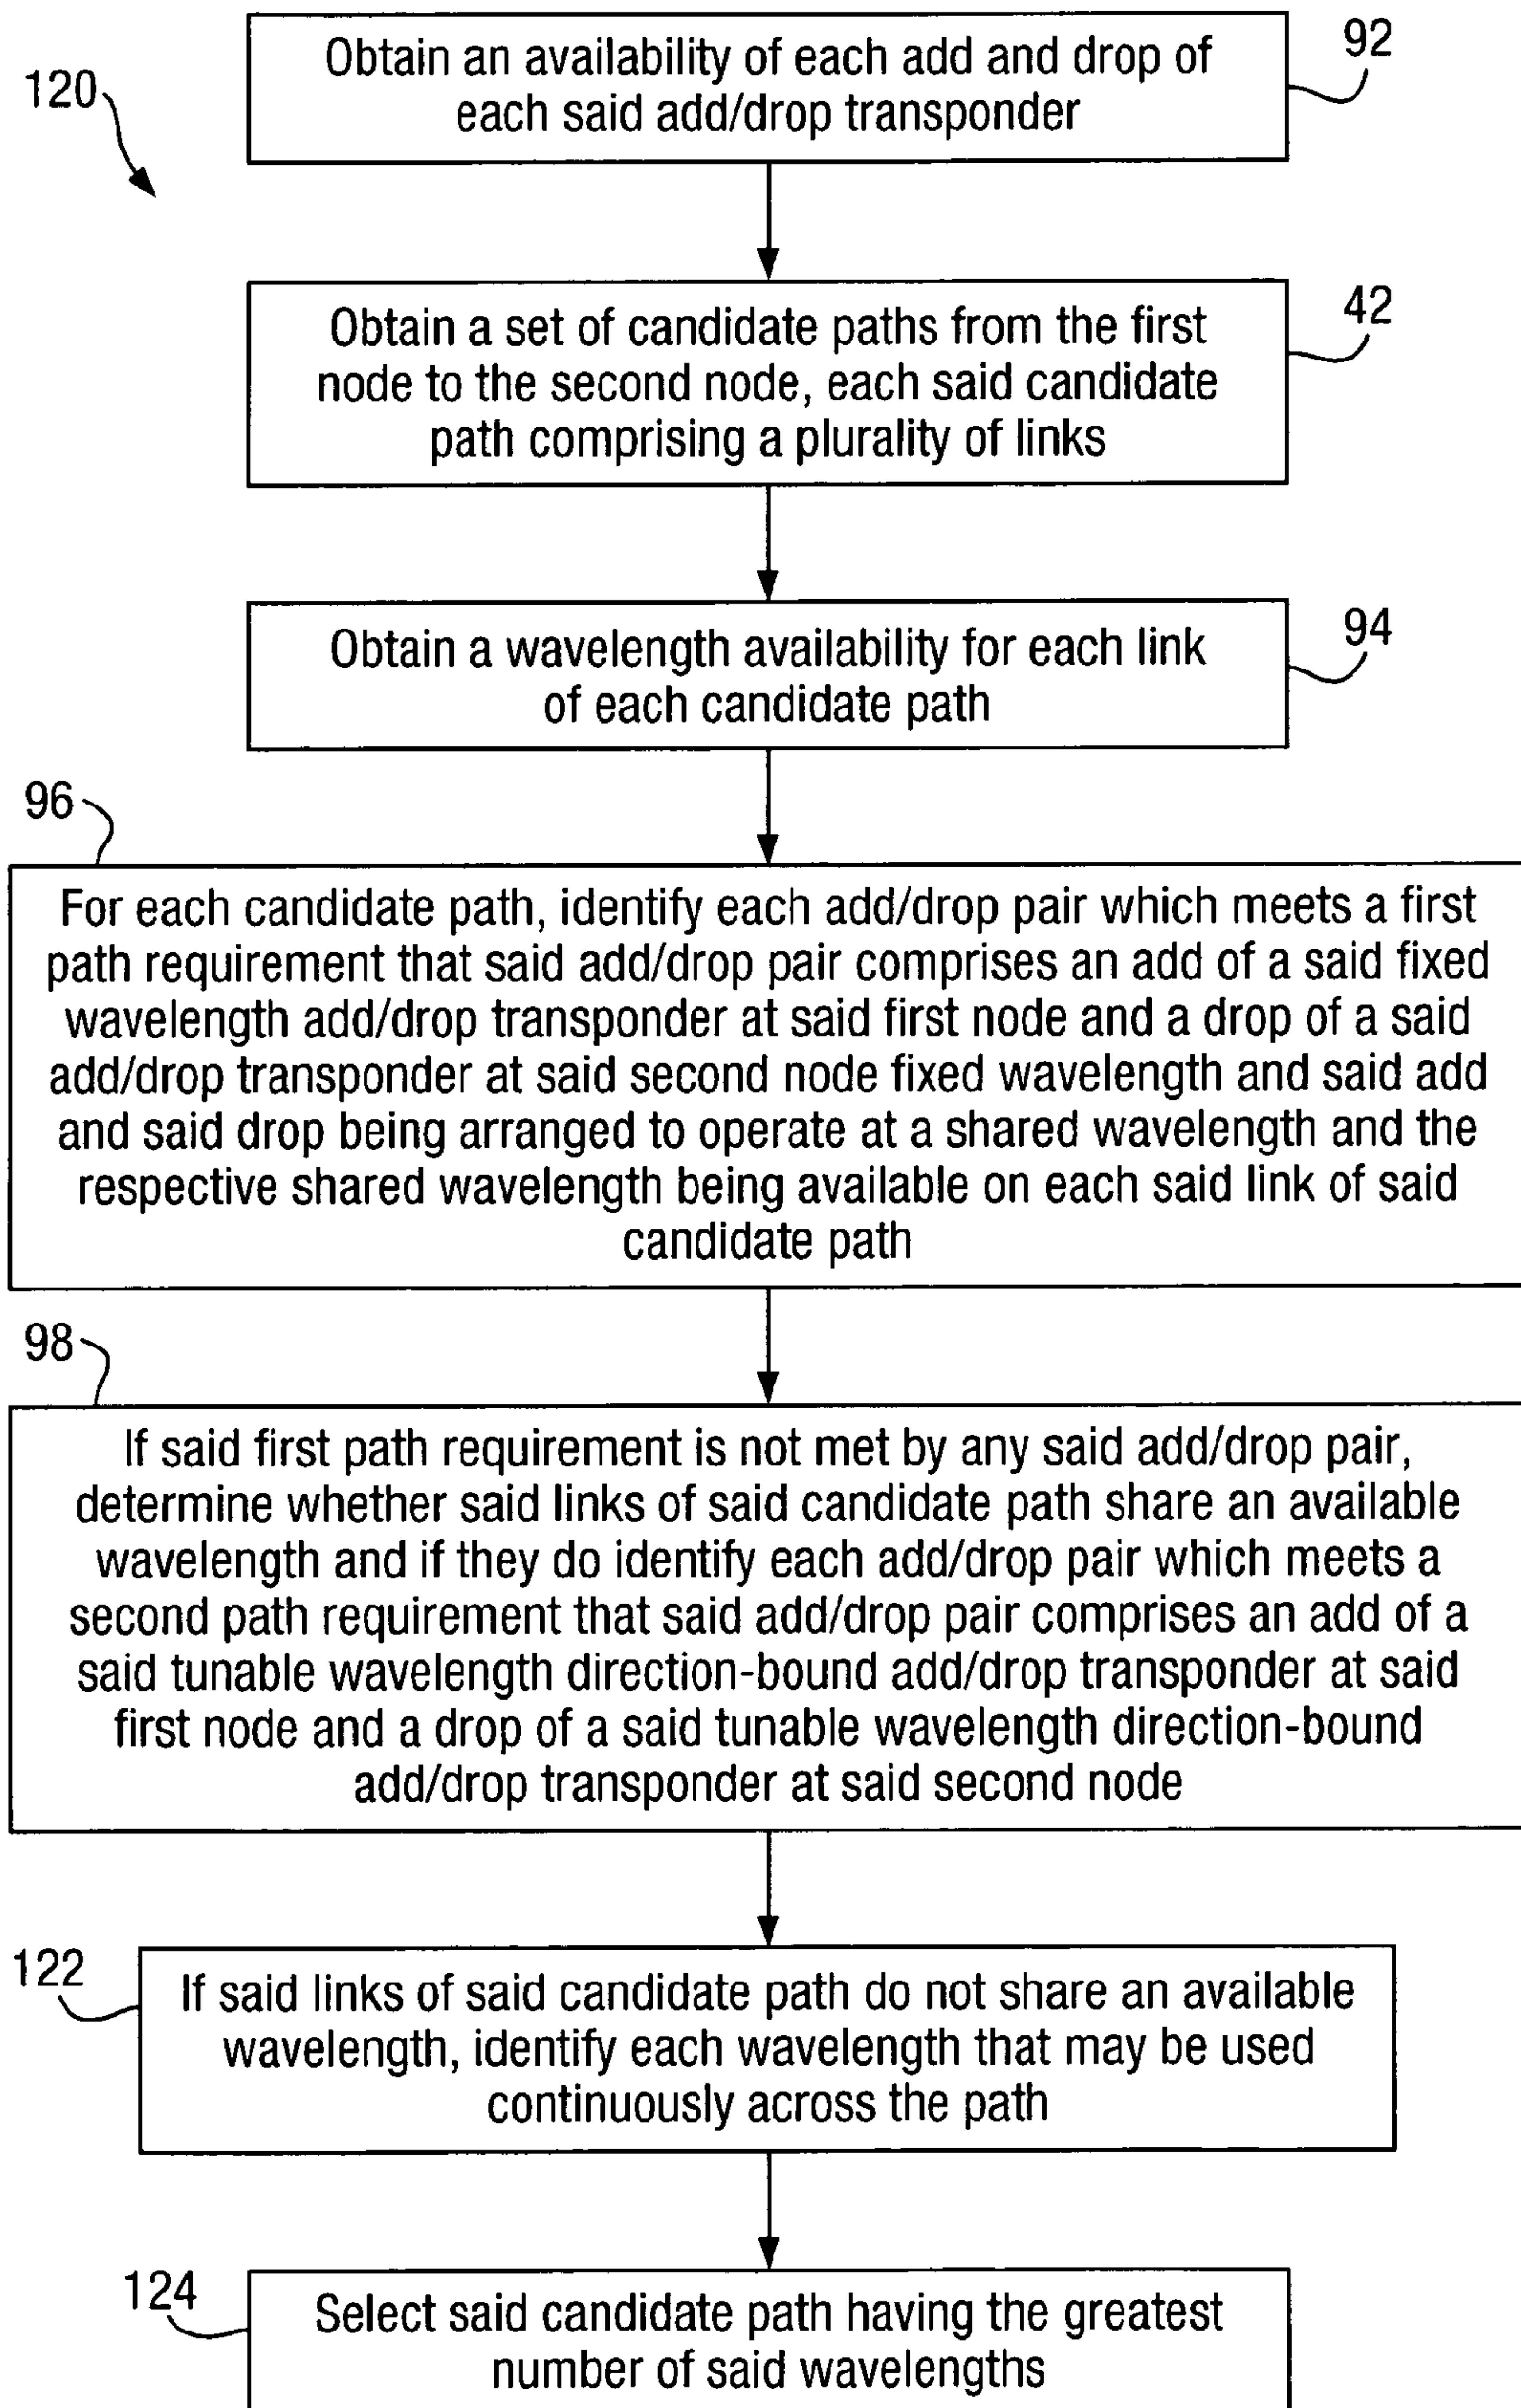 120
Obtain an availability of each add and drop of
each said add/drop transponder
92
Obtain a set of candidate paths from the first
node to the second node, each said candidate
path comprising a plurality of links
42
Obtain a wavelength availability for each link
of each candidate path
94
96
For each candidate path, identify each add/drop pair which meets a first
path requirement that said add/drop pair comprises an add of a said fixed
wavelength add/drop transponder at said first node and a drop of a said
add/drop transponder at said second node fixed wavelength and said add
and said drop being arranged to operate at a shared wavelength and the
respective shared wavelength being available on each said link of said
candidate path
98
If said first path requirement is not met by any said add/drop pair,
determine whether said links of said candidate path share an available
wavelength and if they do identify each add/drop pair which meets a
second path requirement that said add/drop pair comprises an add of a
said tunable wavelength direction-bound add/drop transponder at said
first node and a drop of a said tunable wavelength direction-bound
add/drop transponder at said second node
122
If said links of said candidate path do not share an available
wavelength, identify each wavelength that may be used
continuously across the path
124
Select said candidate path having the greatest
number of said wavelengths